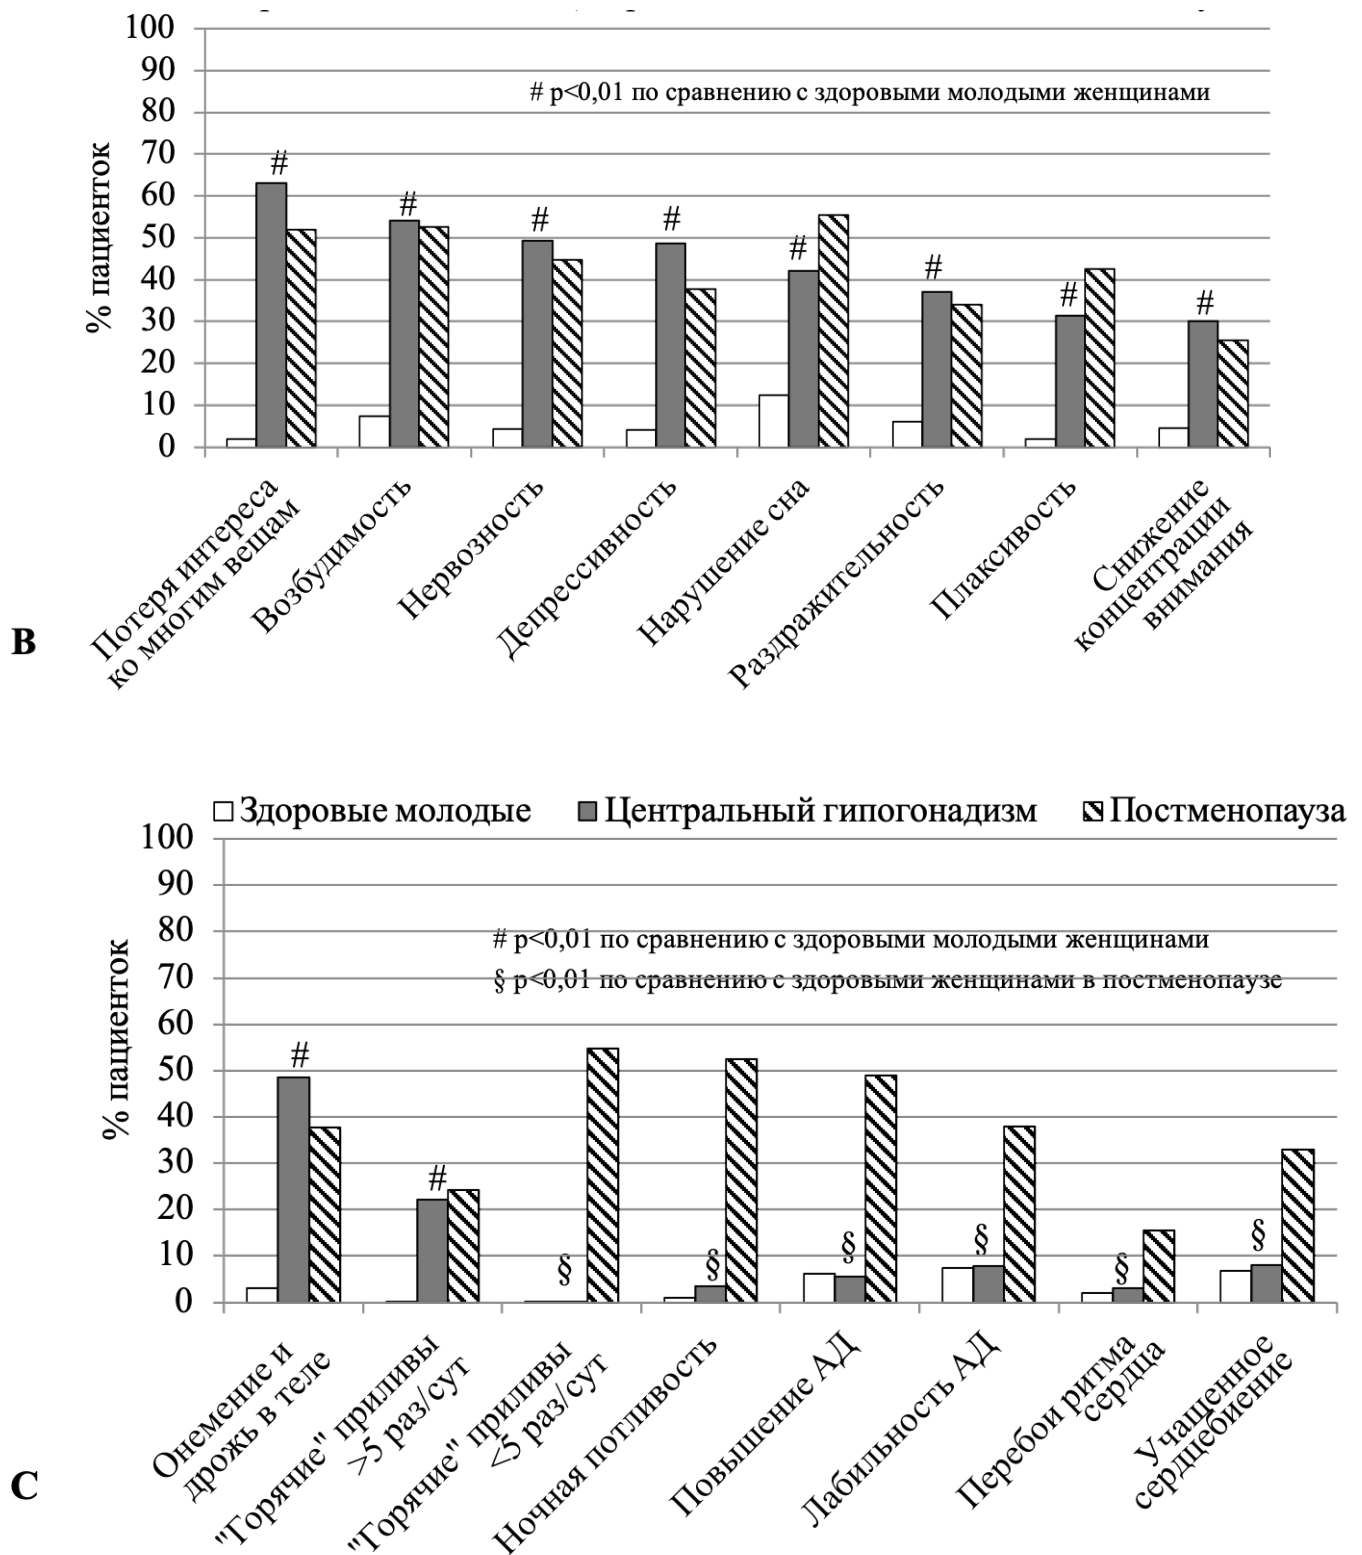 100
90
# p<0,01 по сравнению с здоровыми молодыми женщинами
80
70
#
60
#
50
#
#
#
40
#
#
30
#
20
10
0
% пациенток
Потеря интереса
ко многим вещам
Возбудимость
Нервозность
Депрессивность
Нарушение сна
Раздражительность
Плаксивость
Снижение
концентрации
внимания
B
Здоровые молодые
Центральный гипогонадизм
Постменопауза
100
90
80
# p<0,01 по сравнению с здоровыми молодыми женщинами
70
§ p<0,01 по сравнению с здоровыми женщинами в постменопаузе
60
#
50
40
30
#
20
§
§
§
10
§
§
§
0
% пациенток
Онемение и
дрожь в теле
"Горячие" приливы
>5 раз/сут
"Горячие" приливы
<5 раз/сут
Ночная потливость
Повышение АД
Лабильность АД
Перебои ритма
сердца
Учащенное
сердцебиение
C